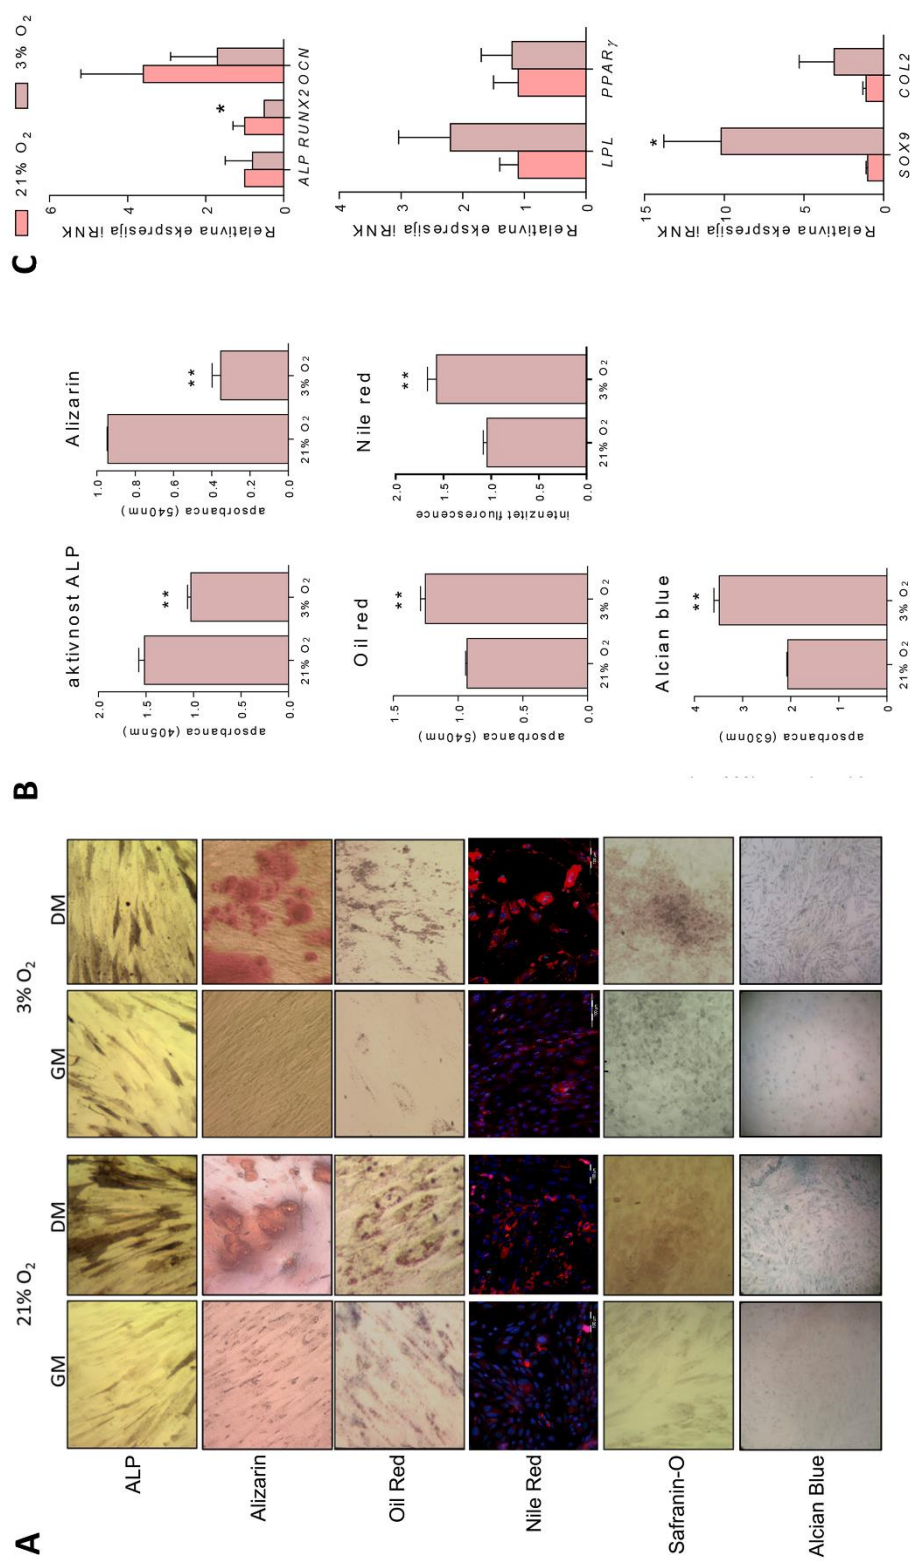 A
21% O2
3% O2
GM
DM
GM
DM
ALP
Alizarin
Oil Red
Nile Red
Safranin-O
Alcian Blue
B
aktivnost ALP
apsorbanca (405nm)
2.0
1.5
1.0
0.5
0.0
21% O2
3% O2
**
Alizarin
apsorbanca (540nm)
1.0
0.8
0.6
0.4
0.2
0.0
21% O2
3% O2
**
Oil red
apsorbanca (540nm)
1.5
1.0
0.5
0.0
21% O2
3% O2
**
Nile red
intenzitet fluorescence
2.0
1.5
1.0
0.5
0.0
21% O2
3% O2
**
Alcian blue
apsorbanca (630nm)
4
3
2
1
0
21% O2
3% O2
**
C
21% O2
3% O2
Relativna ekspresija iRNK
6
4
2
0
ALP RUNX2 OCN
*
Relativna ekspresija iRNK
4
3
2
1
0
LPL
PPARγ
Relativna ekspresija iRNK
15
10
5
0
SOX9
COL2
*